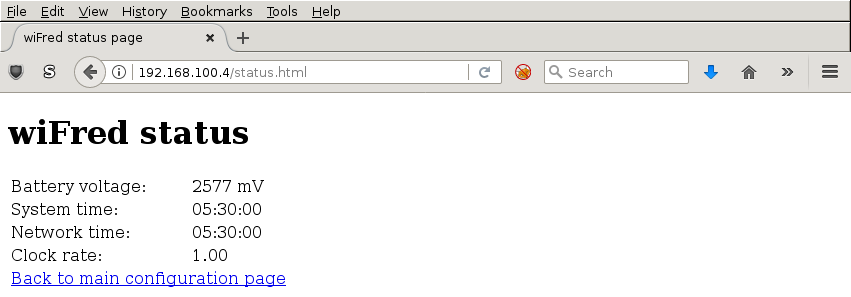 File Edit View History Bookmarks Tools Help
wiFred status page
192.168.100.4/status.html Search
wiFred status
Battery voltage: 2577 mV
System time: 05:30:00
Network time: 05:30:00
Clock rate: 1.00
Back to main configuration page